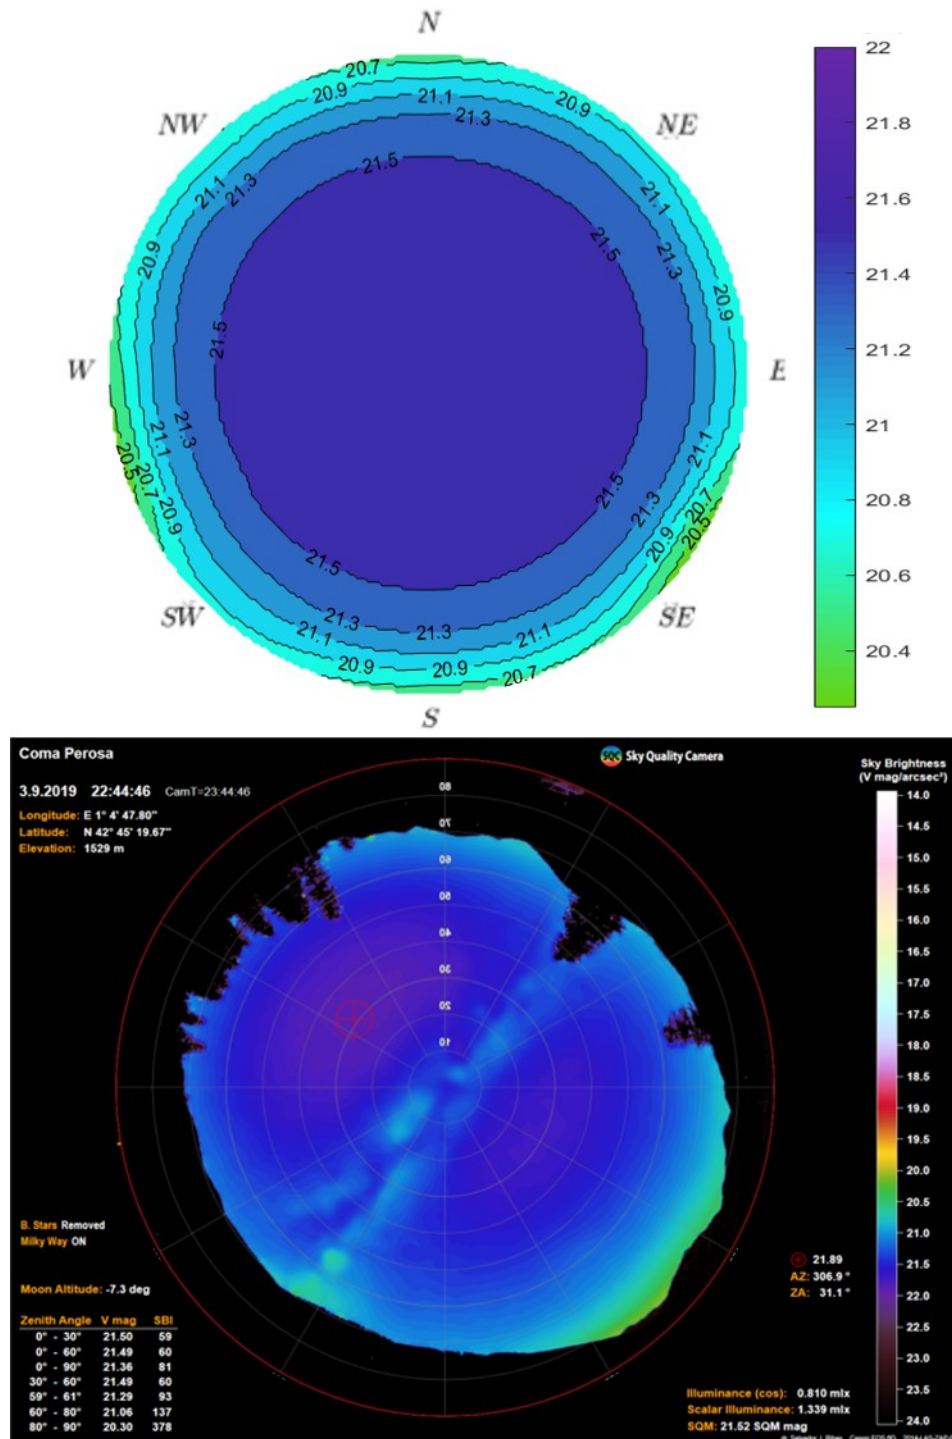 N
20.7
20.9
20.9
21.1
21.3
NW
NE
21.5
21.1
21.3
21.1
21.3
20.9
21.5
20.9
21.5
W
E
21.3
21.1
20.5
20.7
20.9
21.1
21.5
21.3
20.7
20.5
20.9
21.5
SW
SE
21.3
21.3
21.1
21.1
20.9
20.9
20.7
S
22
21.8
21.6
21.4
21.2
21
20.8
20.6
20.4
Coma Perosa
SQC Sky Quality Camera
Sky Brightness
(V mag/arcsec²)
3.9.2019 22:44:46 CamT=23:44:46
Longitude: E 1° 4' 47.80"
Latitude: N 42° 45' 19.67"
Elevation: 1529 m
80
70
60
50
40
30
20
10
14.0
14.5
15.0
15.5
16.0
16.5
17.0
17.5
18.0
18.5
19.0
19.5
20.0
20.5
21.0
21.5
22.0
22.5
23.0
23.5
24.0
B. Stars Removed
Milky Way ON
Moon Altitude: -7.3 deg
21.89
AZ: 306.9 °
ZA: 31.1 °
Zenith Angle V mag SBI
0° - 30° 21.50 59
0° - 60° 21.49 60
0° - 90° 21.36 81
30° - 60° 21.49 60
59° - 61° 21.29 93
60° - 80° 21.06 137
80° - 90° 20.30 378
Illuminance (cos): 0.810 mlx
Scalar Illuminance: 1.339 mlx
SQM: 21.52 SQM mag